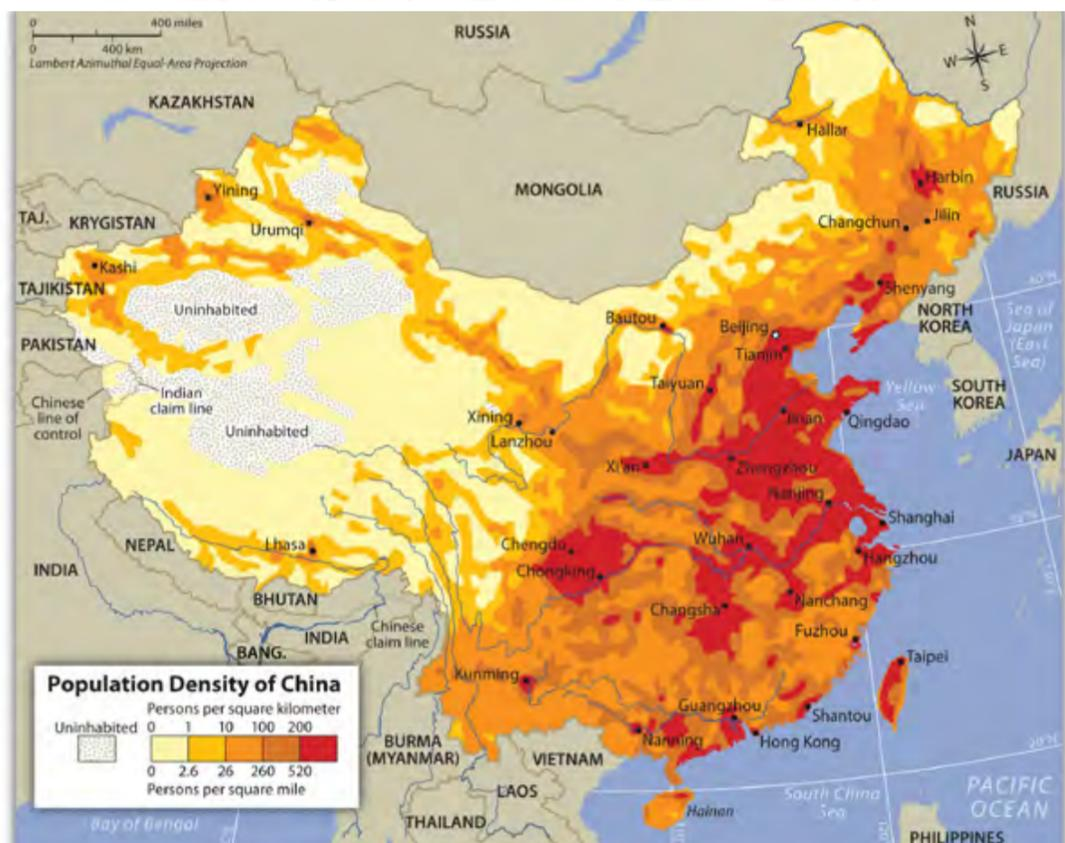 0 400 miles
0 400 km
Lambert Azimuthal Equal-Area Projection
RUSSIA
N
W E
S
KAZAKHSTAN
Hallar
MONGOLIA
Harbin
RUSSIA
Yining
TAJ.
KRYGISTAN
Urumqi
Changchun
Jilin
Kashi
TAJIKISTAN
Shenyang
40°N
Uninhabited
NORTH
KOREA
Sea of
Japan
(East
Sea)
Bautou
Beijing
Tianjin
PAKISTAN
Taiyuan
Yellow
Sea
SOUTH
KOREA
Chinese
line of
control
Indian
claim line
Xining
Lanzhou
Jinan
Qingdao
Uninhabited
JAPAN
Xi'an
Zhengzhou
Nanjing
Shanghai
NEPAL
Lhasa
Chengdu
Wuhan
Hangzhou
INDIA
Chongking
BHUTAN
Changsha
Nanchang
INDIA
Chinese
claim line
Fuzhou
BANG.
Taipei
Kunming
Population Density of China
Persons per square kilometer
Uninhabited 0 1 10 100 200
0 2.6 26 260 520
Persons per square mile
Guangzhou
Shantou
Nanning
Hong Kong
BURMA
(MYANMAR)
VIETNAM
20°N
LAOS
South China
Sea
PACIFIC
OCEAN
Hainan
Bay of Bengal
THAILAND
PHILIPPINES